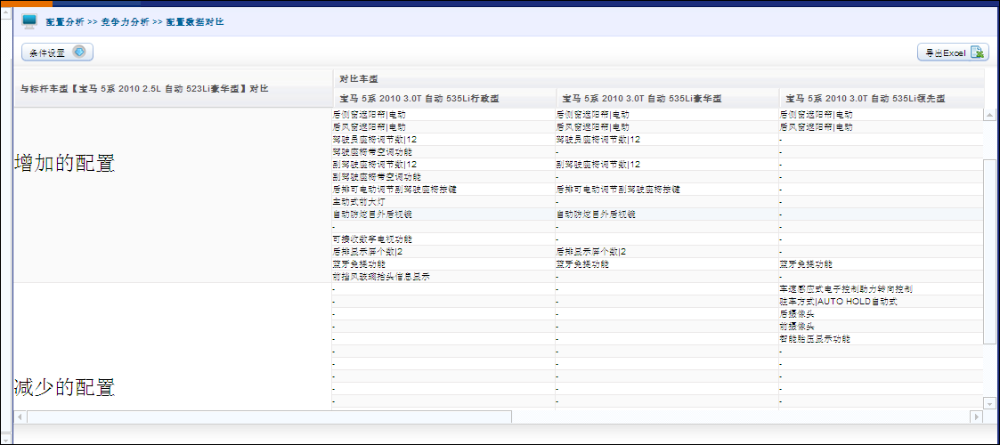 配置分析 >> 竞争力分析 >> 配置数据对比
条件设置
导出Excel
与标杆车型【宝马 5系 2010 2.5L 自动 523Li豪华型】对比
对比车型
宝马 5系 2010 3.0T 自动 535Li行政型 宝马 5系 2010 3.0T 自动 535Li豪华型 宝马 5系 2010 3.0T 自动 535Li领先型
增加的配置
后侧窗遮阳帘|电动 后侧窗遮阳帘|电动 后侧窗遮阳帘|电动
后风窗遮阳帘|电动 后风窗遮阳帘|电动 后风窗遮阳帘|电动
驾驶员座椅调节数|12 驾驶员座椅调节数|12 -
驾驶座椅带空调功能 - -
副驾驶座椅调节数|12 副驾驶座椅调节数|12 -
副驾驶座椅带空调功能 - -
后排可电动调节副驾驶座椅按键 后排可电动调节副驾驶座椅按键 -
主动式前大灯 - -
自动防炫目外后视镜 自动防炫目外后视镜 -
- - -
可接收数字电视功能 - -
后排显示屏个数|2 后排显示屏个数|2 -
蓝牙免提功能 蓝牙免提功能 蓝牙免提功能
前挡风玻璃抬头信息显示 - -
减少的配置
- - 车速感应式电子控制助力转向控制
- - 驻车方式|AUTO HOLD自动式
- - 后摄像头
- - 前摄像头
- - 智能胎压显示功能
- - -
- - -
- - -
- - -
- - -